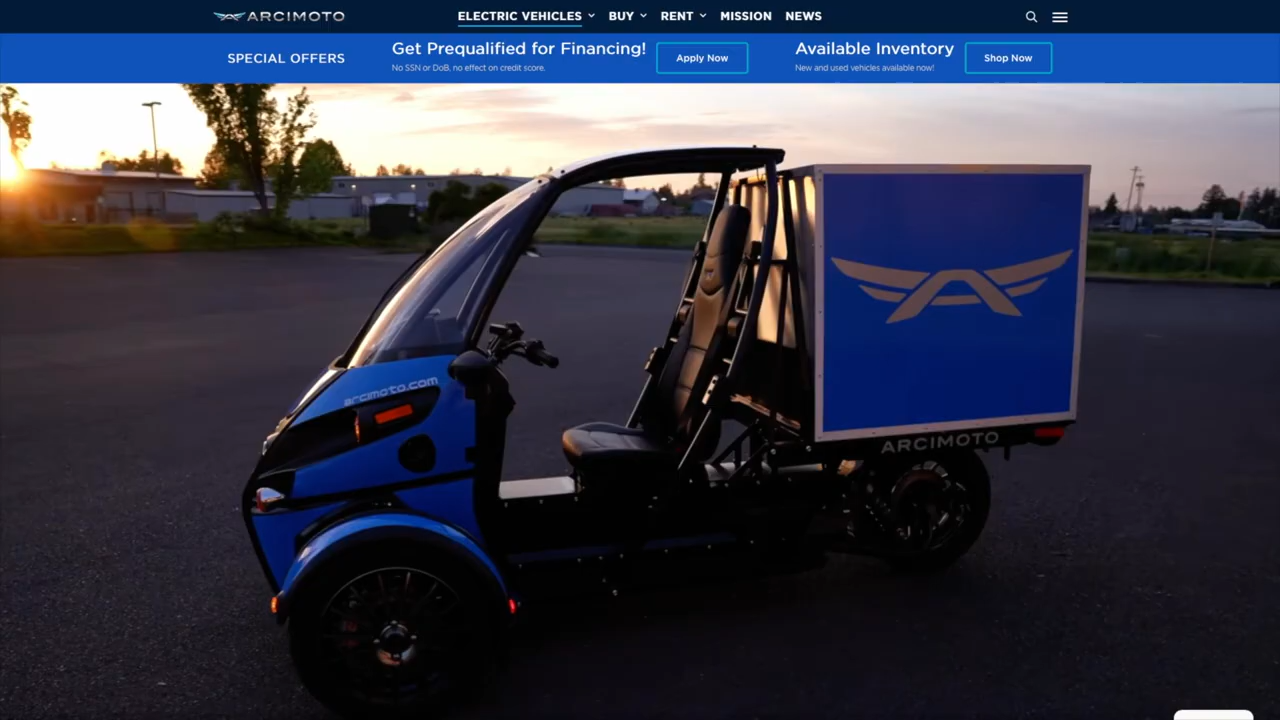 ARCIMOTO
ELECTRIC VEHICLES
BUY
RENT
MISSION
NEWS
SPECIAL OFFERS
Get Prequalified for Financing!
No SSN or DoB, no effect on credit score.
Apply Now
Available Inventory
New and used vehicles available now!
Shop Now
arcimoto.com
ARCIMOTO